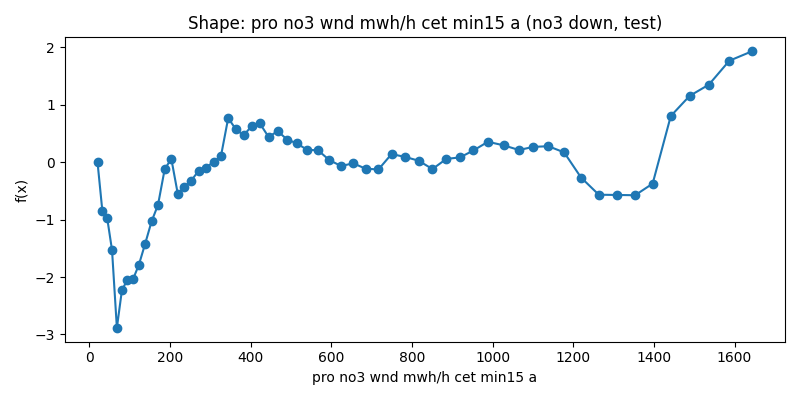 Shape: pro no3 wnd mwh/h cet min15 a (no3 down, test)
2
1
0
−1
−2
−3
f(x)
0 200 400 600 800 1000 1200 1400 1600
pro no3 wnd mwh/h cet min15 a